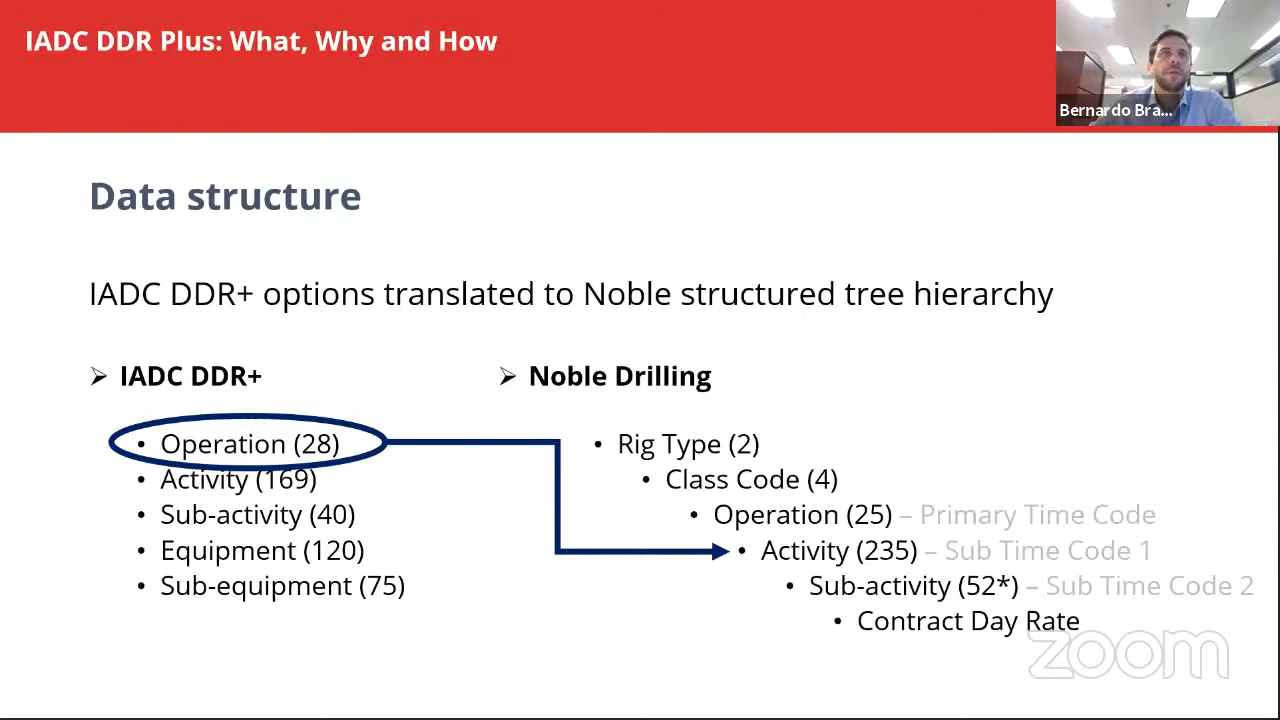 IADC DDR Plus: What, Why and How
Bernardo Bra...
Data structure
IADC DDR+ options translated to Noble structured tree hierarchy
➢ IADC DDR+
• Operation (28)
• Activity (169)
• Sub-activity (40)
• Equipment (120)
• Sub-equipment (75)
➢ Noble Drilling
• Rig Type (2)
• Class Code (4)
• Operation (25) – Primary Time Code
• Activity (235) – Sub Time Code 1
• Sub-activity (52*) – Sub Time Code 2
• Contract Day Rate
zoom